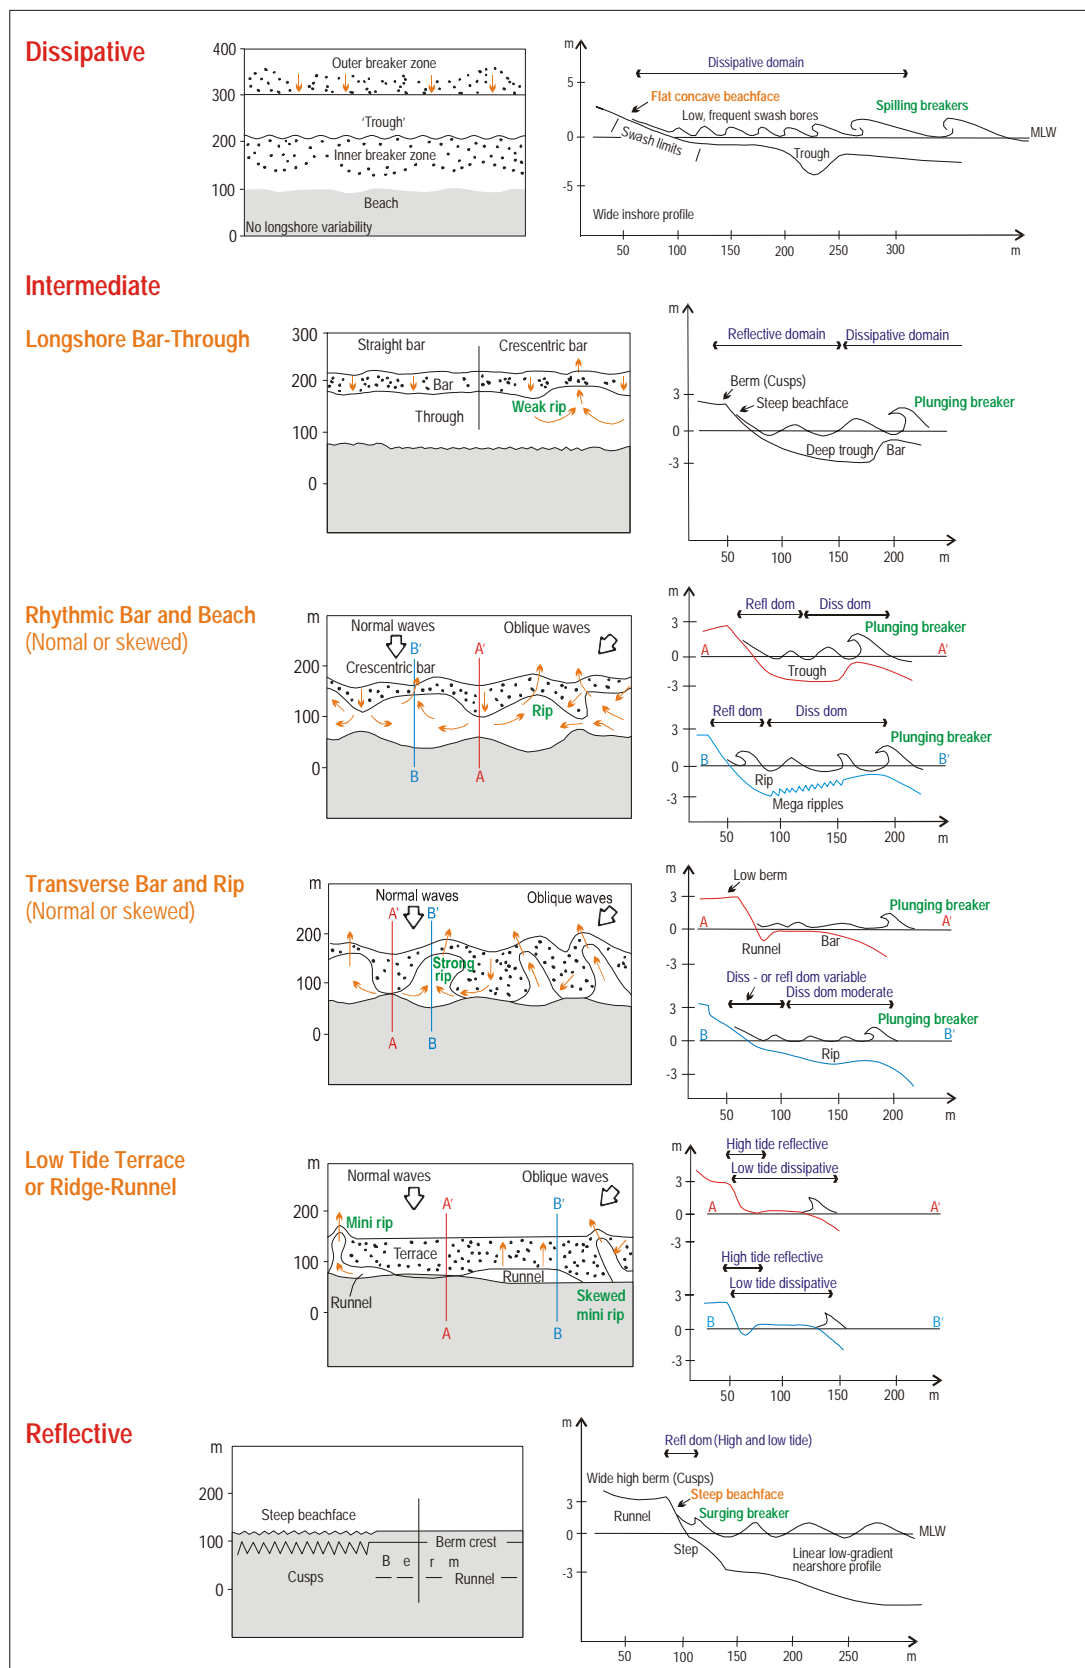 Dissipative
400
300
200
100
0
Outer breaker zone
'Trough'
Inner breaker zone
Beach
No longshore variability
m
5
0
-5
Dissipative domain
Flat concave beachface
Low, frequent swash bores
Spilling breakers
MLW
Swash limits
Trough
Wide inshore profile
50 100 150 200 250 300
m
Intermediate
Longshore Bar-Through
300
200
100
0
Straight bar
Crescentric bar
Bar
Weak rip
Through
m
3
0
-3
Reflective domain
Dissipative domain
Berm (Cusps)
Steep beachface
Plunging breaker
Deep trough
Bar
50 100 150 200
m
Rhythmic Bar and Beach
(Nomal or skewed)
m
200
100
0
Normal waves
Oblique waves
B' A'
Crescentric bar
Rip
B A
m
3
0
-3
Refl dom
Diss dom
Plunging breaker
A A'
Trough
3
0
-3
Refl dom
Diss dom
Plunging breaker
B B'
Rip
Mega ripples
50 100 150 200
m
Transverse Bar and Rip
(Normal or skewed)
m
200
100
0
Normal waves
Oblique waves
A' B'
Strong
rip
A B
m
3
0
-3
Low berm
Plunging breaker
A A'
Runnel
Bar
Diss - or refl dom variable
Diss dom moderate
3
0
-3
Plunging breaker
B B'
Rip
50 100 150 200
m
Low Tide Terrace
or Ridge-Runnel
m
200
100
0
Normal waves
Oblique waves
A' B'
Mini rip
Terrace
Runnel
Runnel
Skewed
mini rip
A B
m
3
0
-3
High tide reflective
Low tide dissipative
A A'
High tide reflective
Low tide dissipative
3
0
-3
B B'
50 100 150 200
m
Reflective
m
200
100
0
Steep beachface
Berm crest
B e r m
Cusps
Runnel
m
3
0
-3
Refl dom (High and low tide)
Wide high berm (Cusps)
Steep beachface
Runnel
Surging breaker
MLW
Step
Linear low-gradient
nearshore profile
50 100 150 200 250
m